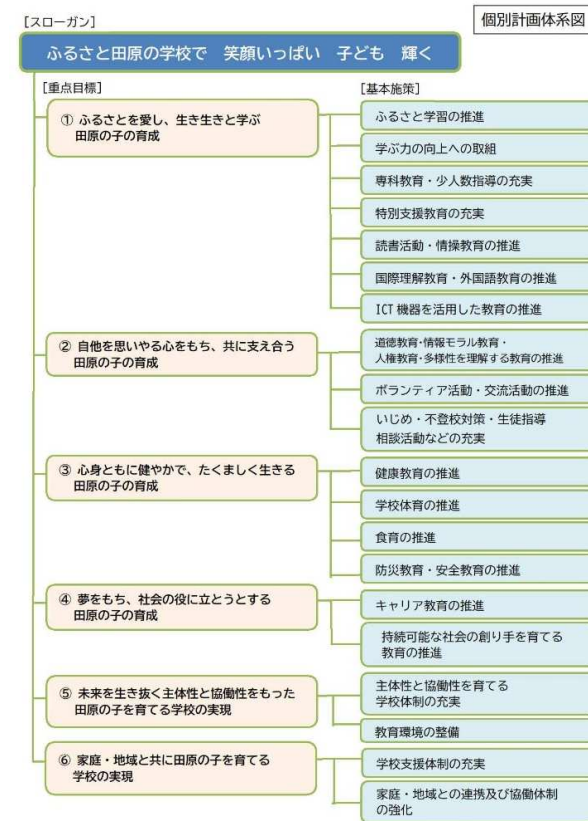 個別計画体系図
[スローガン]
ふるさと田原の学校で 笑顔いっぱい 子ども 輝く
[重点目標]
[基本施策]
① ふるさとを愛し、生き生きと学ぶ
田原の子の育成
ふるさと学習の推進
学ぶ力の向上への取組
専科教育・少人数指導の充実
特別支援教育の充実
読書活動・情操教育の推進
国際理解教育・外国語教育の推進
ICT 機器を活用した教育の推進
② 自他を思いやる心をもち、共に支え合う
田原の子の育成
道徳教育・情報モラル教育・
人権教育・多様性を理解する教育の推進
ボランティア活動・交流活動の推進
いじめ・不登校対策・生徒指導
相談活動などの充実
③ 心身ともに健やかで、たくましく生きる
田原の子の育成
健康教育の推進
学校体育の推進
食育の推進
防災教育・安全教育の推進
④ 夢をもち、社会の役に立とうとする
田原の子の育成
キャリア教育の推進
持続可能な社会の創り手を育てる
教育の推進
⑤ 未来を生き抜く主体性と協働性をもった
田原の子を育てる学校の実現
主体性と協働性を育てる
学校体制の充実
教育環境の整備
⑥ 家庭・地域と共に田原の子を育てる
学校の実現
学校支援体制の充実
家庭・地域との連携及び協働体制
の強化